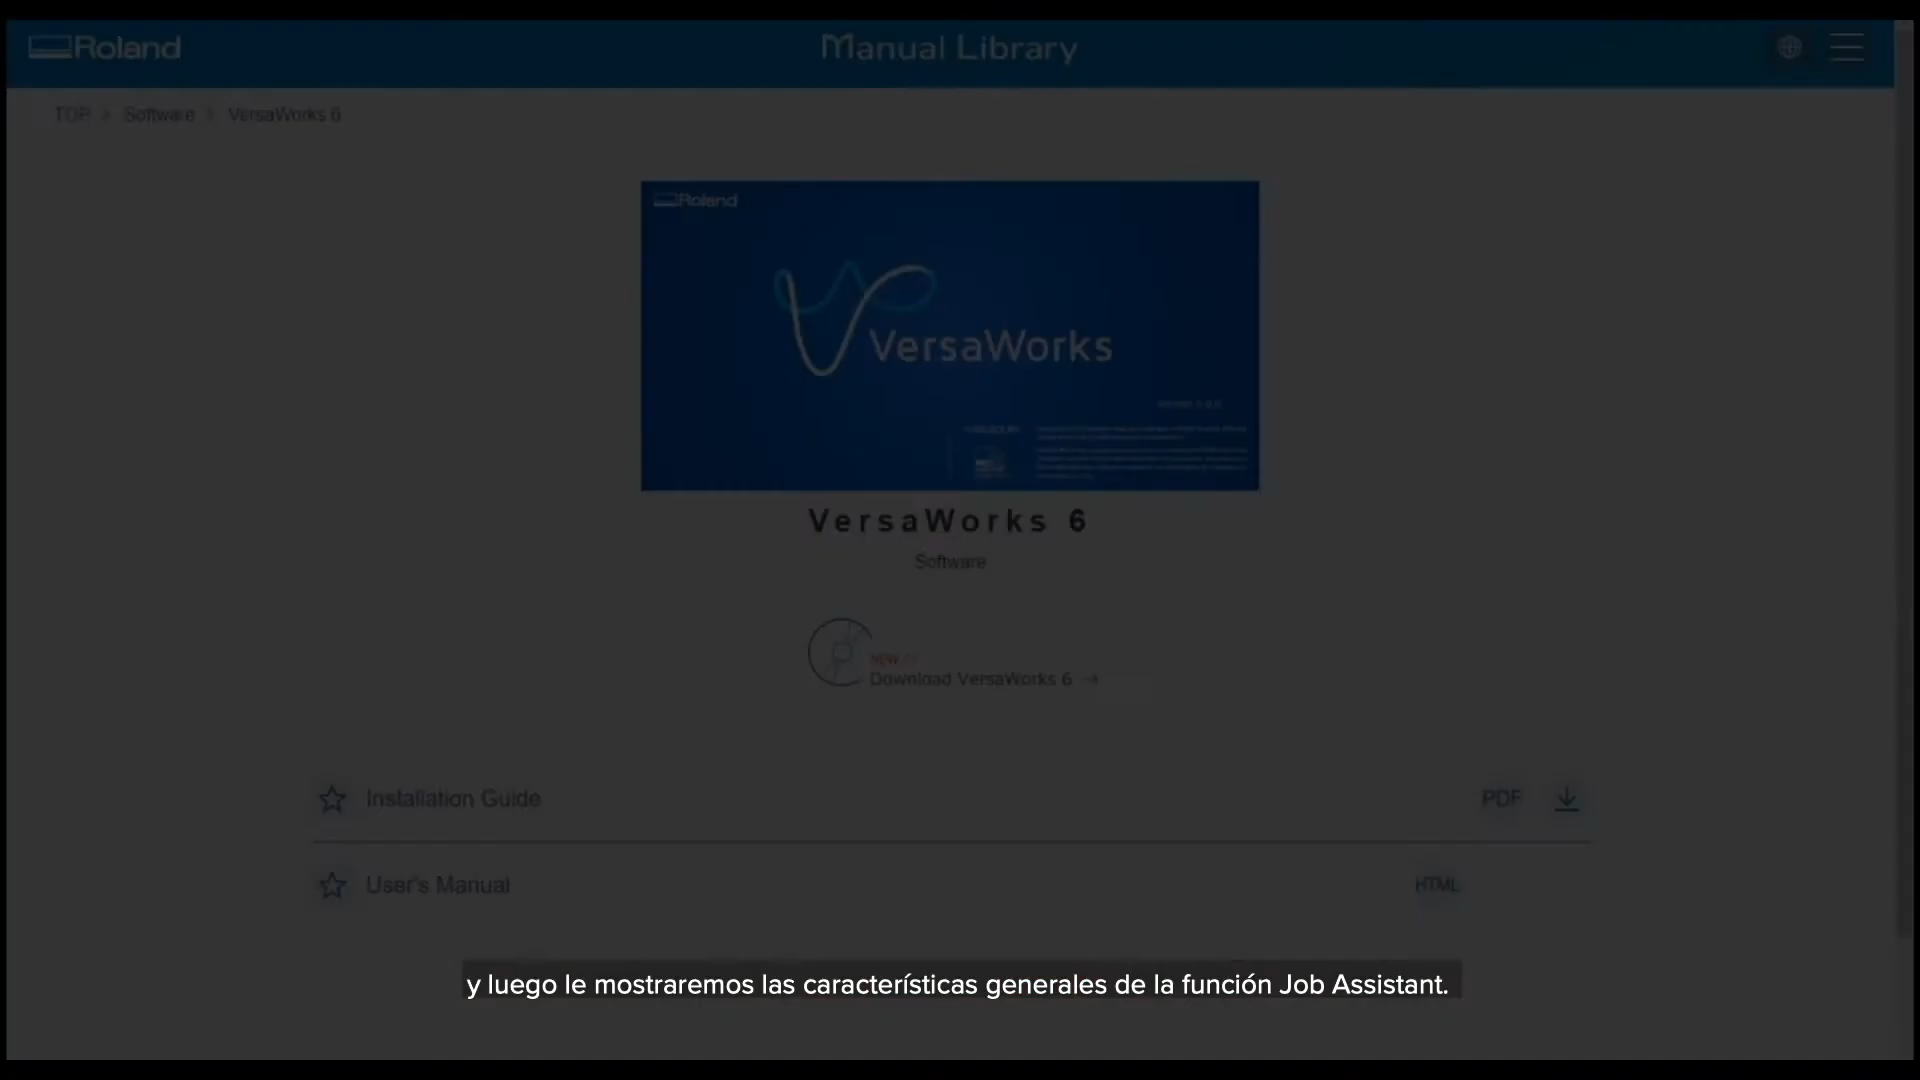 Roland
Manual Library
TOP > Software > VersaWorks 6
Roland
VersaWorks
VersaWorks 6
Software
NEW
Download VersaWorks 6 →
Installation Guide PDF
User's Manual HTML
y luego le mostraremos las características generales de la función Job Assistant.